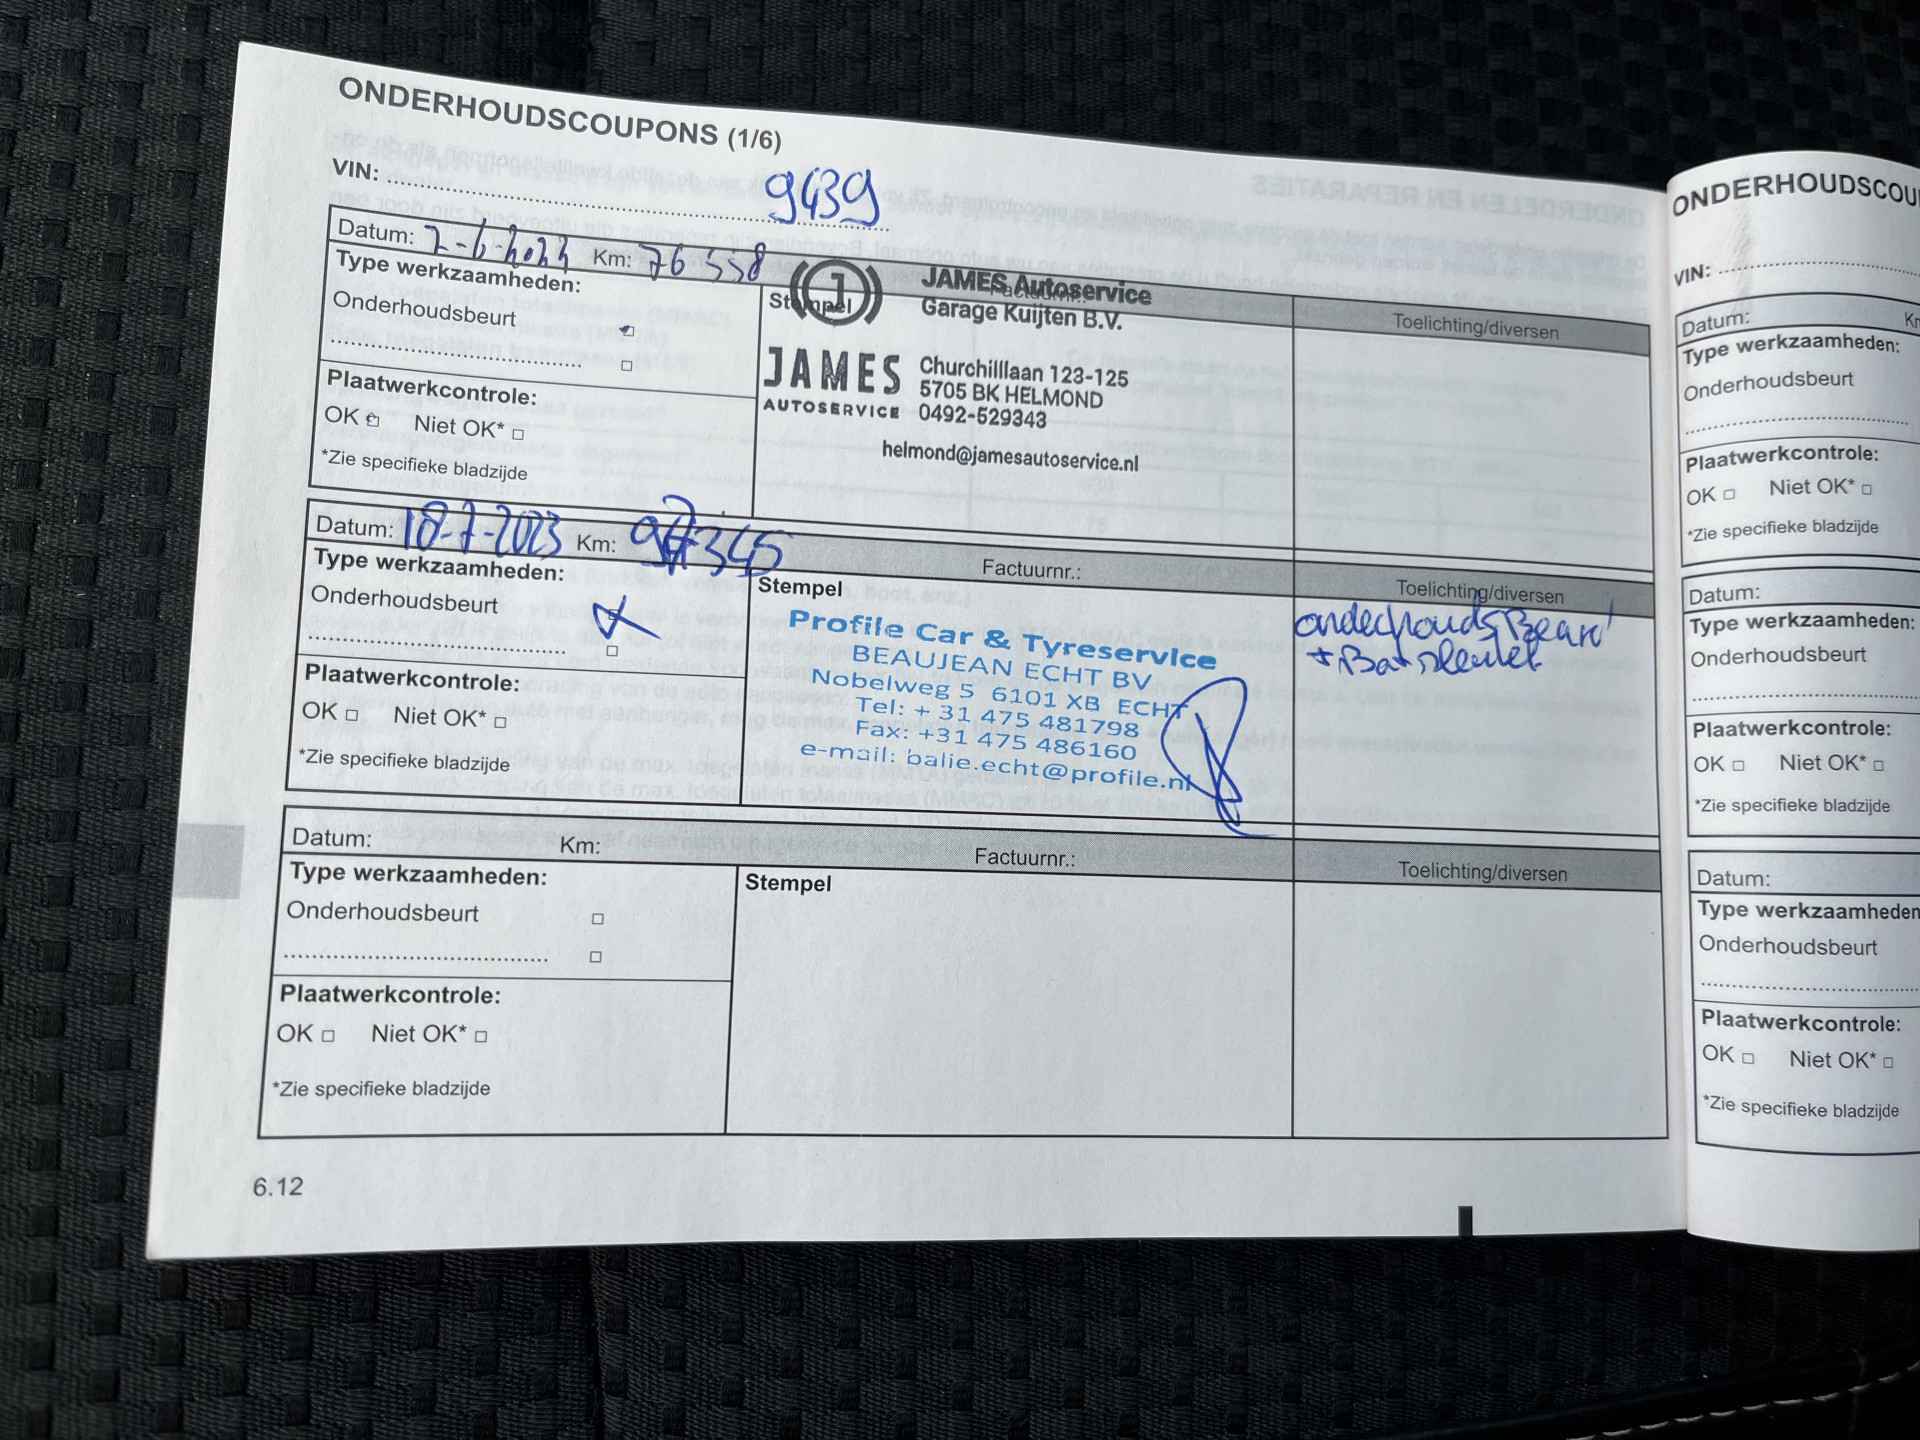 ONDERHOUDSCOUPONS (1/6)
VIN: 9439
Datum: 7-6-2022 Km: 76 558
Type werkzaamheden:
Onderhoudsbeurt
Plaatwerkcontrole:
OK Niet OK*
*Zie specifieke bladzijde
Stempel
Factuurnr.:
Toelichting/diversen
JAMES Autoservice
Garage Kuijten B.V.
JAMES
AUTOSERVICE
Churchilllaan 123-125
5705 BK HELMOND
0492-529343
helmond@jamesautoservice.nl
Datum: 18-7-2023 Km: 97345
Factuurnr.:
Toelichting/diversen
Type werkzaamheden:
Onderhoudsbeurt
Plaatwerkcontrole:
OK Niet OK*
*Zie specifieke bladzijde
Stempel
Profile Car & Tyreservice
BEAUJEAN ECHT BV
Nobelweg 5 6101 XB ECHT
Tel: + 31 475 481798
Fax: +31 475 486160
e-mail: balie.echt@profile.nl
onderhoudsBeurt
+ Bat sleutel
Datum: Km:
Factuurnr.:
Toelichting/diversen
Type werkzaamheden:
Onderhoudsbeurt
Plaatwerkcontrole:
OK Niet OK*
*Zie specifieke bladzijde
Stempel
6.12
ONDERHOUDSCOU
VIN:
Datum:
Type werkzaamheden:
Onderhoudsbeurt
Plaatwerkcontrole:
OK Niet OK*
*Zie specifieke bladzijde
Datum:
Type werkzaamheden:
Onderhoudsbeurt
Plaatwerkcontrole:
OK Niet OK*
*Zie specifieke bladzijde
Datum:
Type werkzaamheden
Onderhoudsbeurt
Plaatwerkcontrole:
OK Niet OK*
*Zie specifieke bladzijde